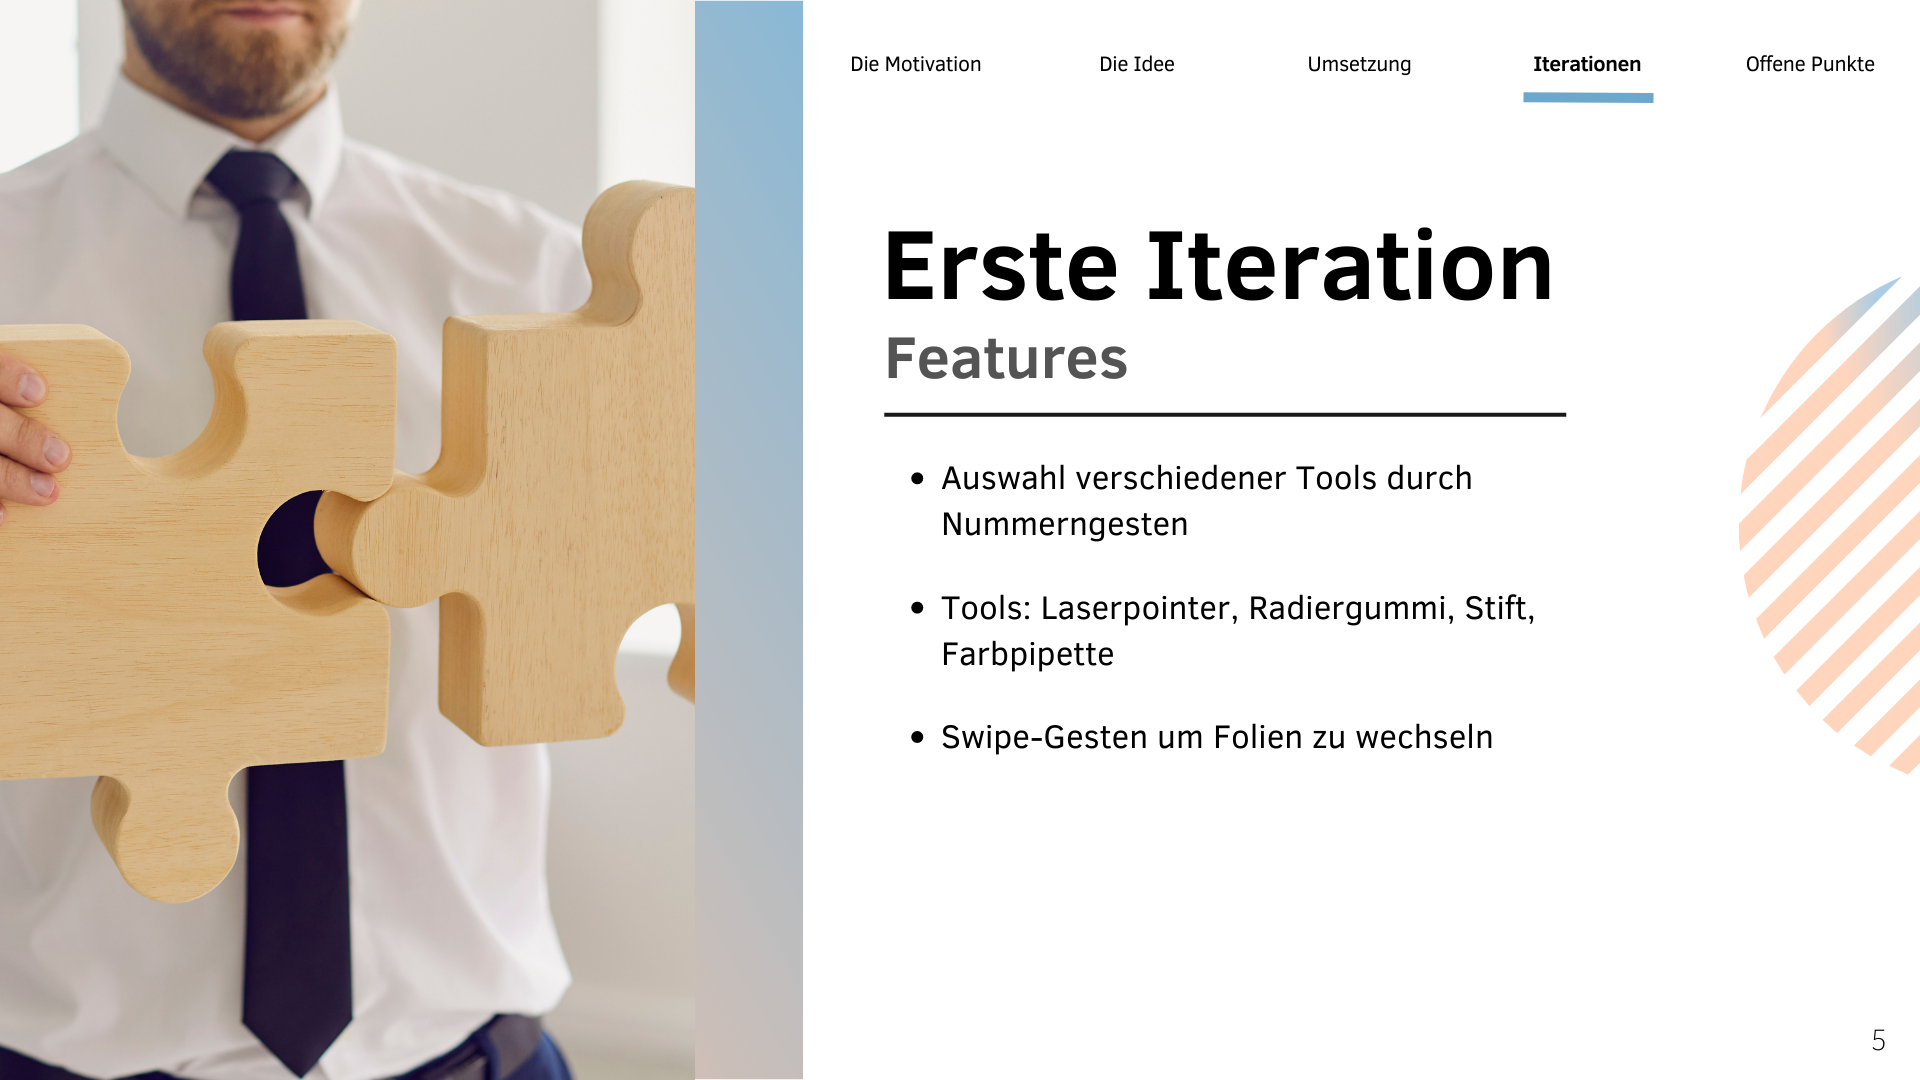 Die Motivation
Die Idee
Umsetzung
Iterationen
Offene Punkte
Erste Iteration
Features
• Auswahl verschiedener Tools durch
Nummerngesten
• Tools: Laserpointer, Radiergummi, Stift,
Farbpipette
• Swipe-Gesten um Folien zu wechseln
5